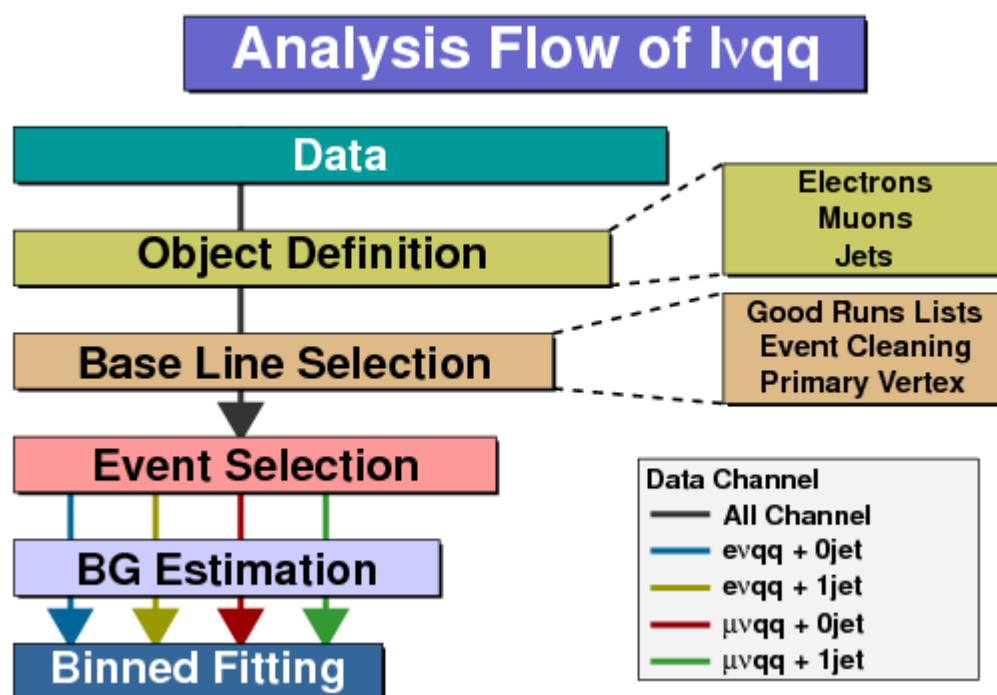 Analysis Flow of lνqq
Data
Object Definition
Electrons
Muons
Jets
Base Line Selection
Good Runs Lists
Event Cleaning
Primary Vertex
Event Selection
BG Estimation
Binned Fitting
Data Channel
All Channel
eνqq + 0jet
eνqq + 1jet
μνqq + 0jet
μνqq + 1jet